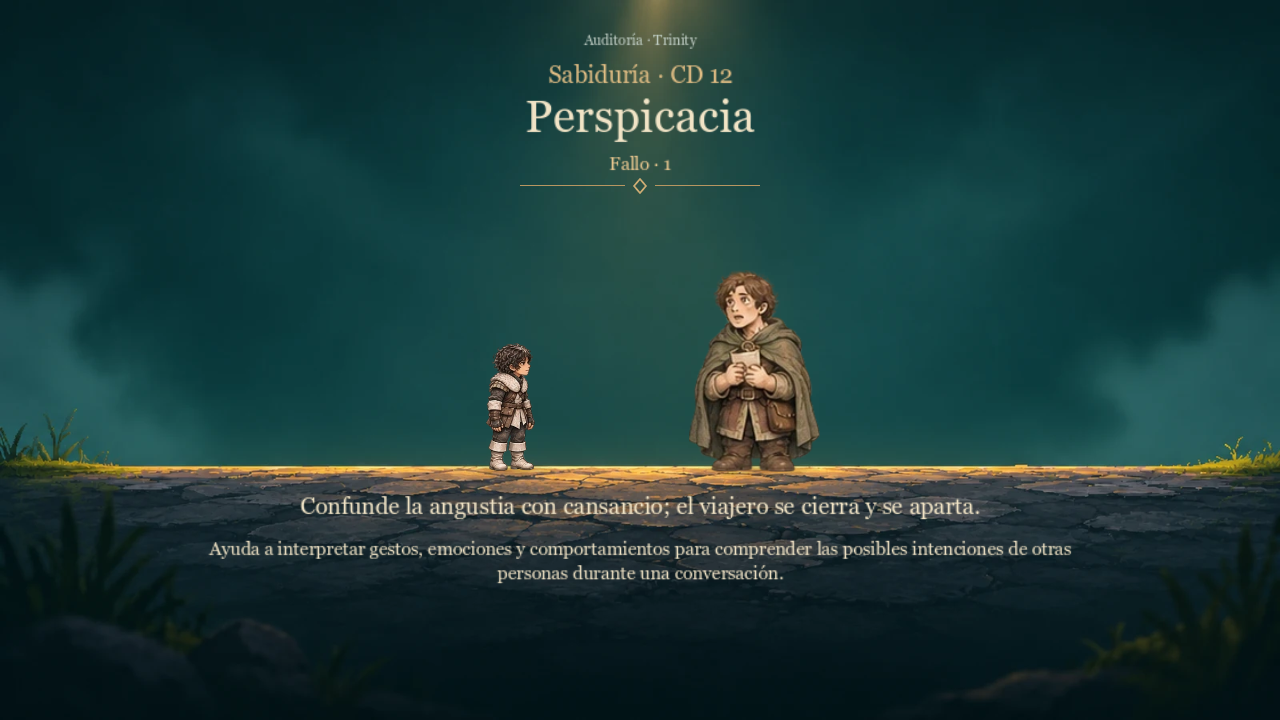 Auditoría · Trinity
Sabiduría · CD 12
Perspicacia
Fallo · 1
Confunde la angustia con cansancio; el viajero se cierra y se aparta.
Ayuda a interpretar gestos, emociones y comportamientos para comprender las posibles intenciones de otras
personas durante una conversación.